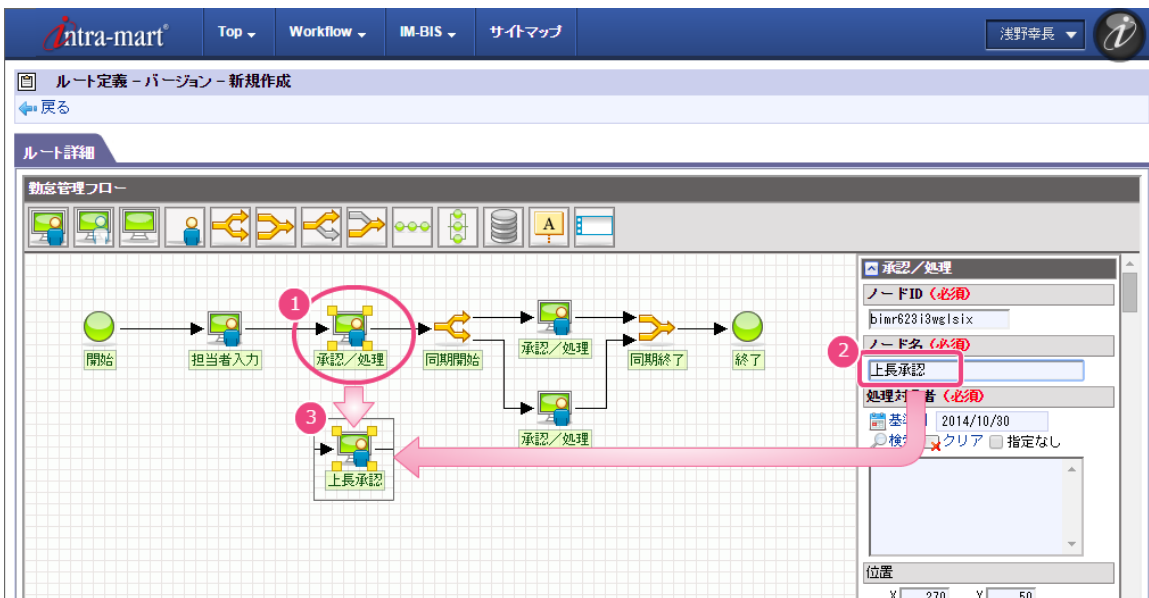 intra-mart®
Top
Workflow
IM-BIS
サイトマップ
浅野幸長
ルート定義 - バージョン - 新規作成
戻る
ルート詳細
勤怠管理フロー
A
承認/処理
ノードID (必須)
bimr623i3wglsix
ノード名 (必須)
上長承認
処理対 者 (必須)
基準 2014/10/30
検 クリア 指定なし
位置
X 270 Y 50
1
2
3
開始
担当者入力
承認/処理
同期開始
承認/処理
同期終了
終了
承認/処理
上長承認